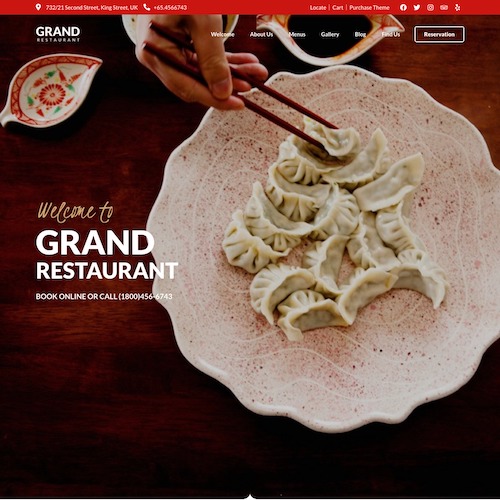 732/21 Second Street, King Street, UK +65.4566743 Locate | Cart | Purchase Theme
GRAND
RESTAURANT
Welcome About Us Menus Gallery Blog Find Us Reservation
Welcome to
GRAND
RESTAURANT
BOOK ONLINE OR CALL (1800)456-6743